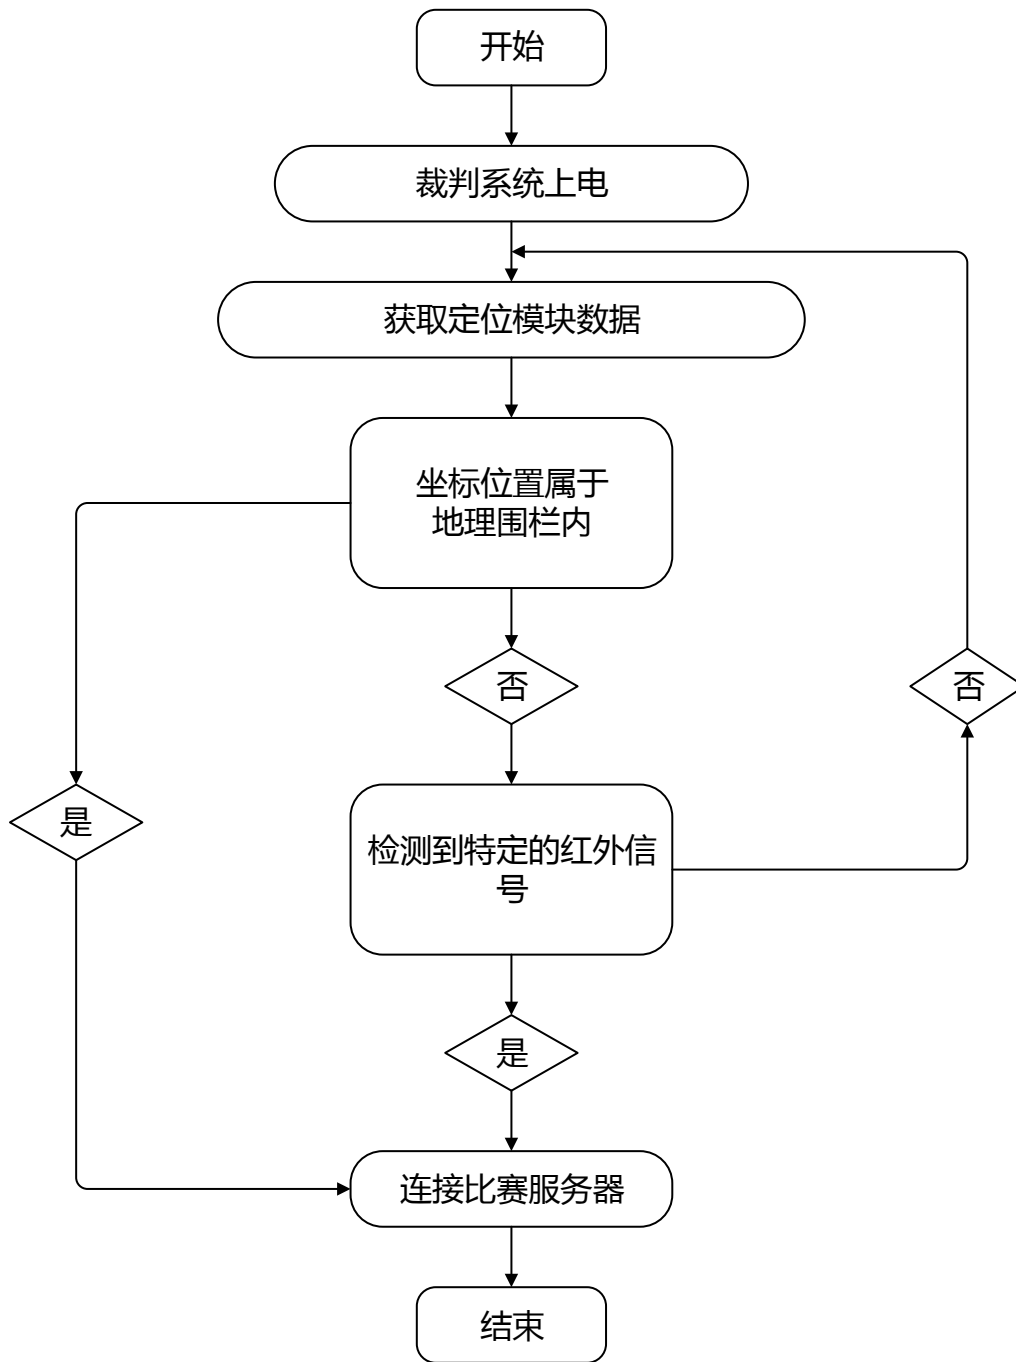 开始
裁判系统上电
获取定位模块数据
坐标位置属于
地理围栏内
否
否
是
检测到特定的红外信
号
是
连接比赛服务器
结束